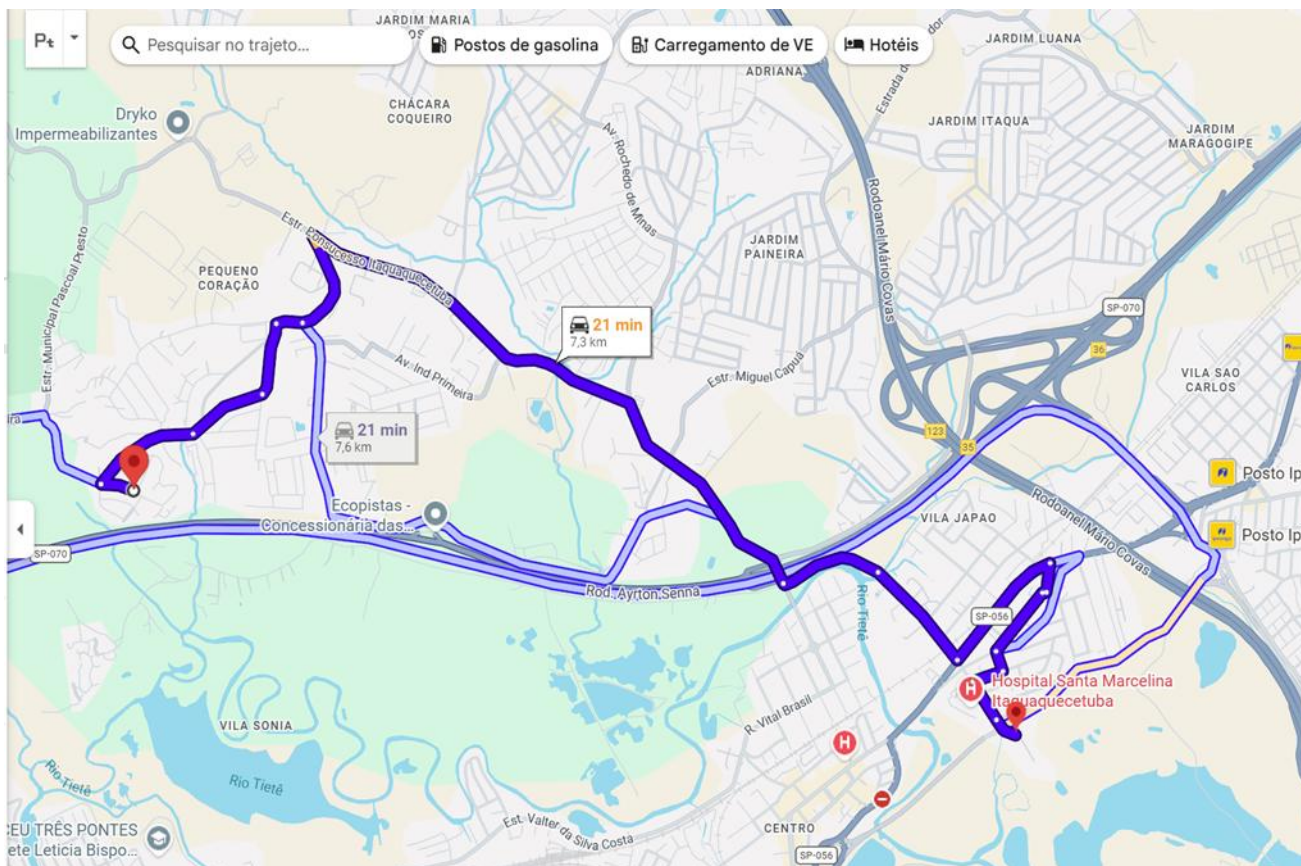 Pt
Pesquisar no trajeto...
Postos de gasolina
Carregamento de VE
Hotéis
JARDIM MARIA
JARDIM LUANA
ADRIANA
Dryko
Impermeabilizantes
CHÁCARA
COQUEIRO
Av. Rochedo de Minas
JARDIM ITAQUA
JARDIM
MARAGOGIPE
Estr. Municipal Pascoal Presto
Estr. Bonsucesso Itaquaquecetuba
Rodoanel Mário Covas
PEQUENO
CORAÇÃO
JARDIM
PAINEIRA
SP-070
21 min
7,3 km
36
Av. Ind Primeira
Estr. Miguel Capuá
VILA SAO
CARLOS
21 min
7,6 km
123
35
Ecopistas -
Concessionária das...
Posto Ip
VILA JAPAO
Rodoanel Mário Covas
Posto Ip
SP-070
Rod. Ayrton Senna
Rio Tietê
SP-056
H
Hospital Santa Marcelina
Itaquaquecetuba
R. Vital Brasil
VILA SONIA
H
Rio Tietê
Rio Tietê
Est. Valter da Silva Costa
CENTRO
CEU TRÊS PONTES
ete Leticia Bispo...
SP-056